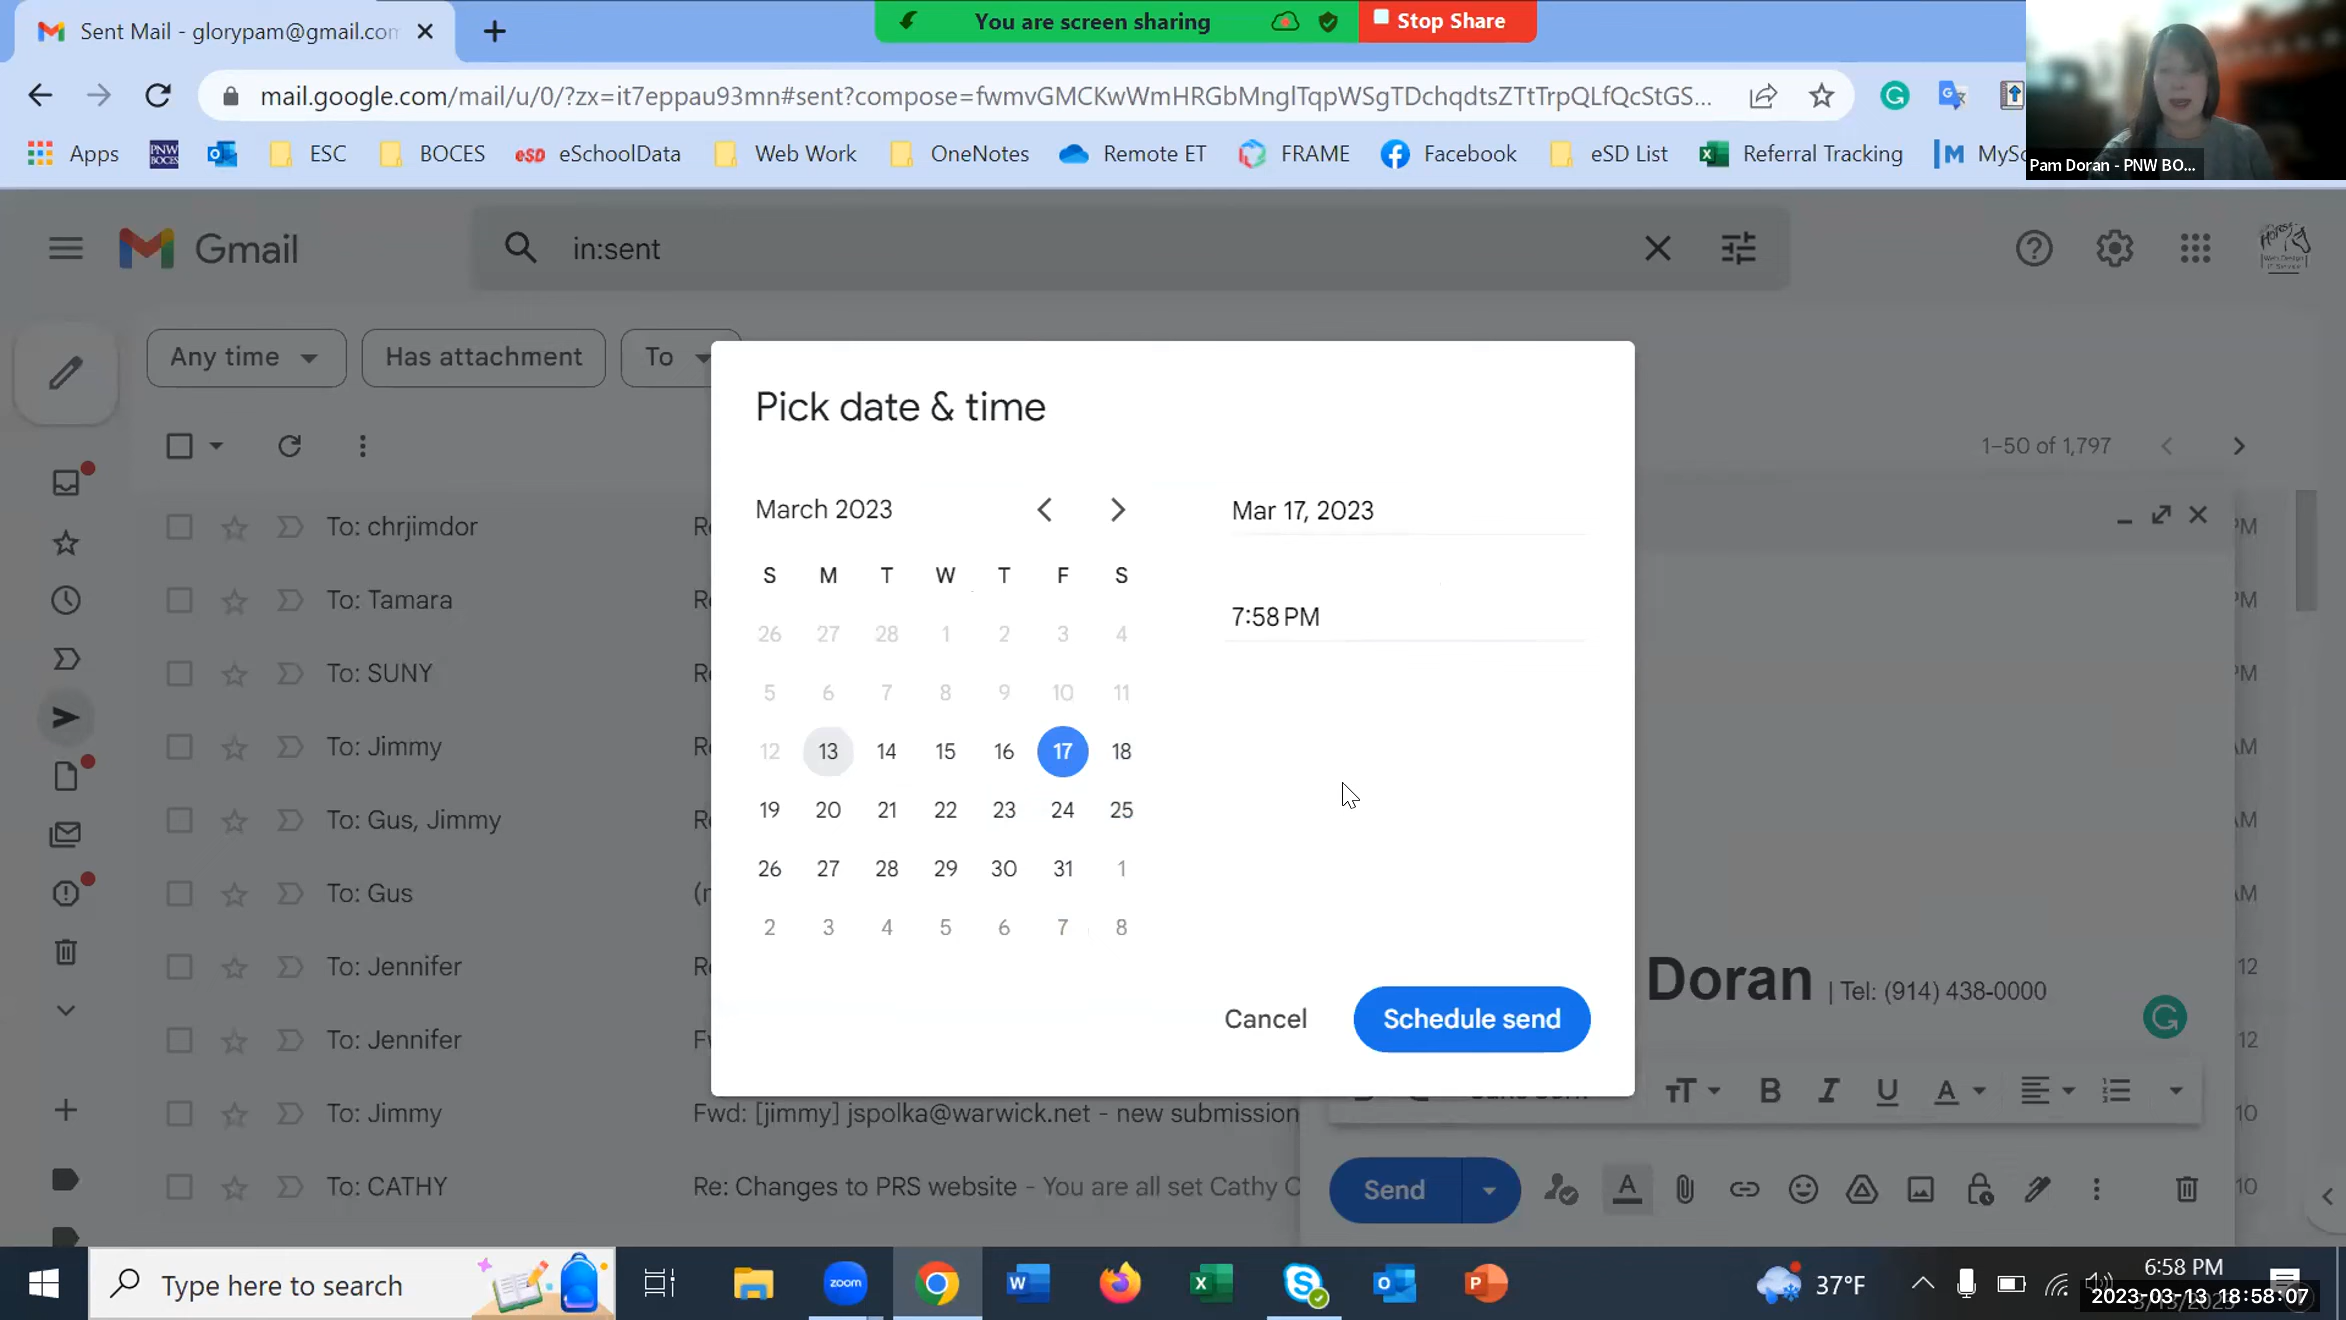 Sent Mail - glorypam@gmail.com
You are screen sharing
Stop Share
mail.google.com/mail/u/0/?zx=it7eppau93mn#sent?compose=fwmvGMCKwWmHRGbMnglTqpWSgTDchqdtsZTtTrpQLfQcStGS...
Apps
PNW BOCES
ESC
BOCES
eSD
eSchoolData
Web Work
OneNotes
Remote ET
FRAME
Facebook
eSD List
Referral Tracking
Pam Doran - PNW BO...
Gmail
in:sent
Any time
Has attachment
To
1-50 of 1,797
Pick date & time
March 2023
Mar 17, 2023
S M T W T F S
7:58 PM
26 27 28 1 2 3 4
5 6 7 8 9 10 11
12 13 14 15 16 17 18
19 20 21 22 23 24 25
26 27 28 29 30 31 1
2 3 4 5 6 7 8
Cancel
Schedule send
To: chrjimdor
To: Tamara
To: SUNY
To: Jimmy
To: Gus, Jimmy
To: Gus
To: Jennifer
To: Jennifer
To: Jimmy
Fwd: [jimmy] jspolka@warwick.net - new submission
To: CATHY
Re: Changes to PRS website - You are all set Cathy C
Doran | Tel: (914) 438-0000
Send
Type here to search
zoom
37°F
6:58 PM
2023-03-13 18:58:07